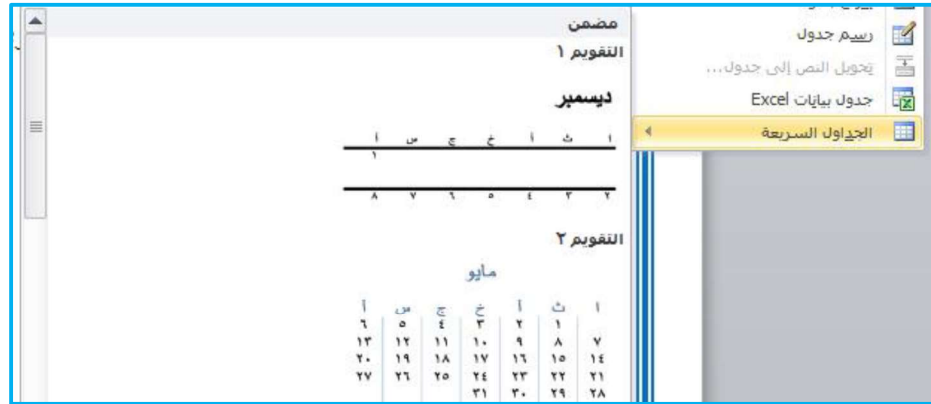 رسم جدول
تحويل النص إلى جدول...
جدول بيانات Excel
الجداول السريعة
مضمن
التقويم ١
ديسمبر
ا ث أ خ ج س أ
١
٢ ٣ ٤ ٥ ٦ ٧ ٨
التقويم ٢
مايو
ا ث أ خ ج س أ
١ ٢ ٣ ٤ ٥ ٦
٧ ٨ ٩ ١٠ ١١ ١٢ ١٣
١٤ ١٥ ١٦ ١٧ ١٨ ١٩ ٢٠
٢١ ٢٢ ٢٣ ٢٤ ٢٥ ٢٦ ٢٧
٢٨ ٢٩ ٣٠ ٣١